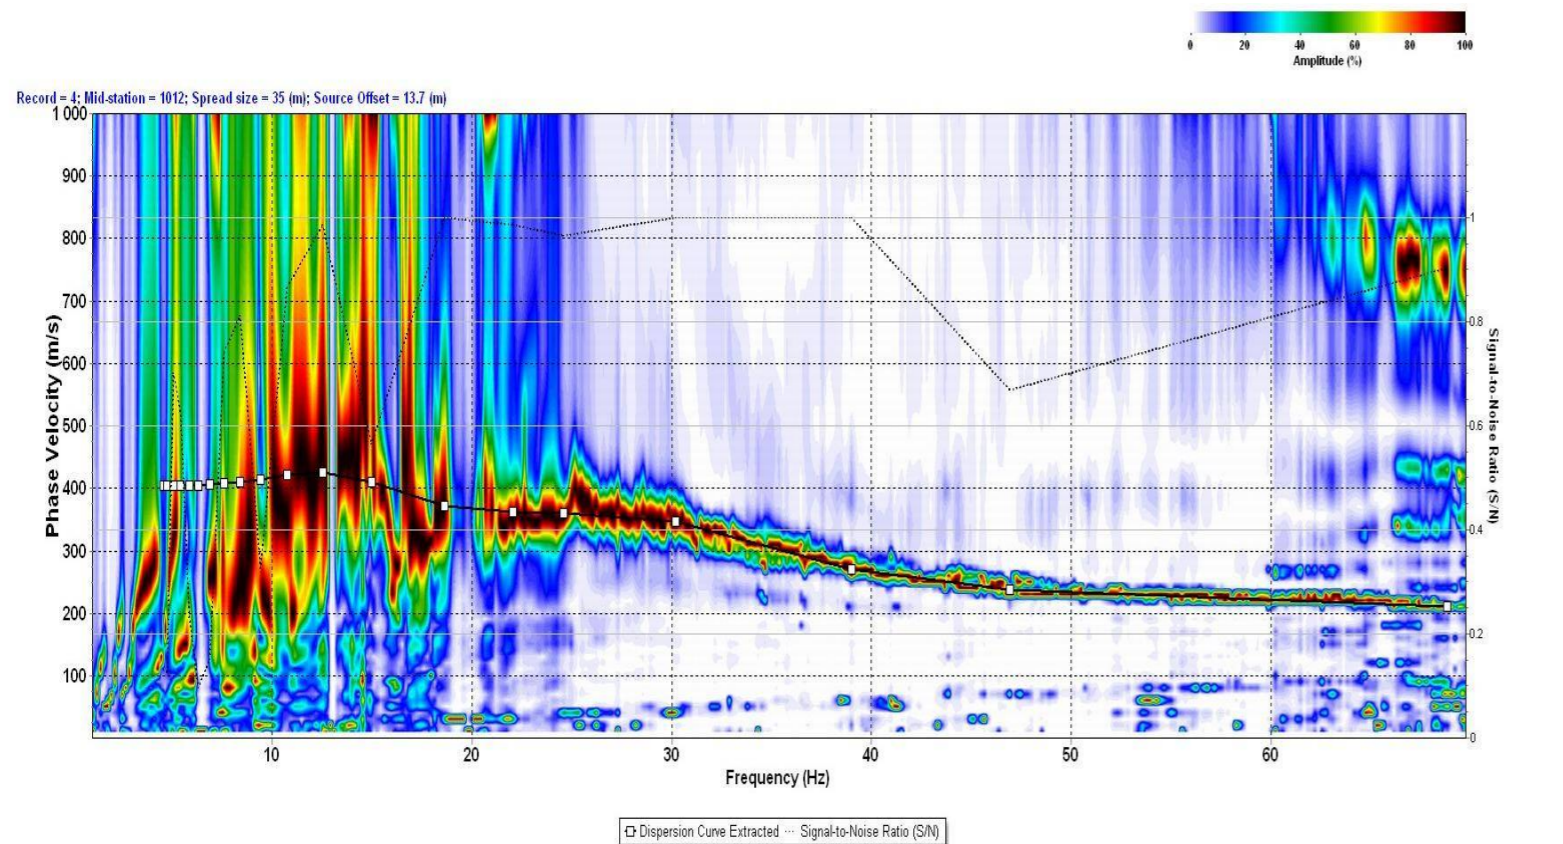 0 20 40 60 80 100
Amplitude (%)
Record = 4; Mid-station = 1012; Spread size = 35 (m); Source Offset = 13.7 (m)
1 000
900
800
700
600
500
400
300
200
100
Phase Velocity (m/s)
1
0.8
0.6
0.4
0.2
0
Signal-to-Noise Ratio (S/N)
10 20 30 40 50 60
Frequency (Hz)
Dispersion Curve Extracted Signal-to-Noise Ratio (S/N)